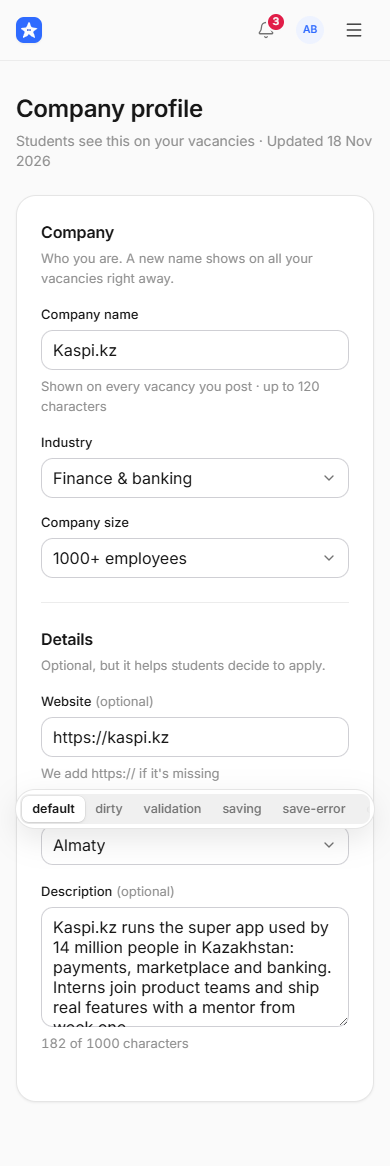 3
AB
Company profile
Students see this on your vacancies · Updated 18 Nov
2026
Company
Who you are. A new name shows on all your
vacancies right away.
Company name
Kaspi.kz
Shown on every vacancy you post · up to 120
characters
Industry
Finance & banking
Company size
1000+ employees
Details
Optional, but it helps students decide to apply.
Website (optional)
https://kaspi.kz
We add https:// if it's missing
default dirty validation saving save-error
Almaty
Description (optional)
Kaspi.kz runs the super app used by
14 million people in Kazakhstan:
payments, marketplace and banking.
Interns join product teams and ship
real features with a mentor from
week one
182 of 1000 characters